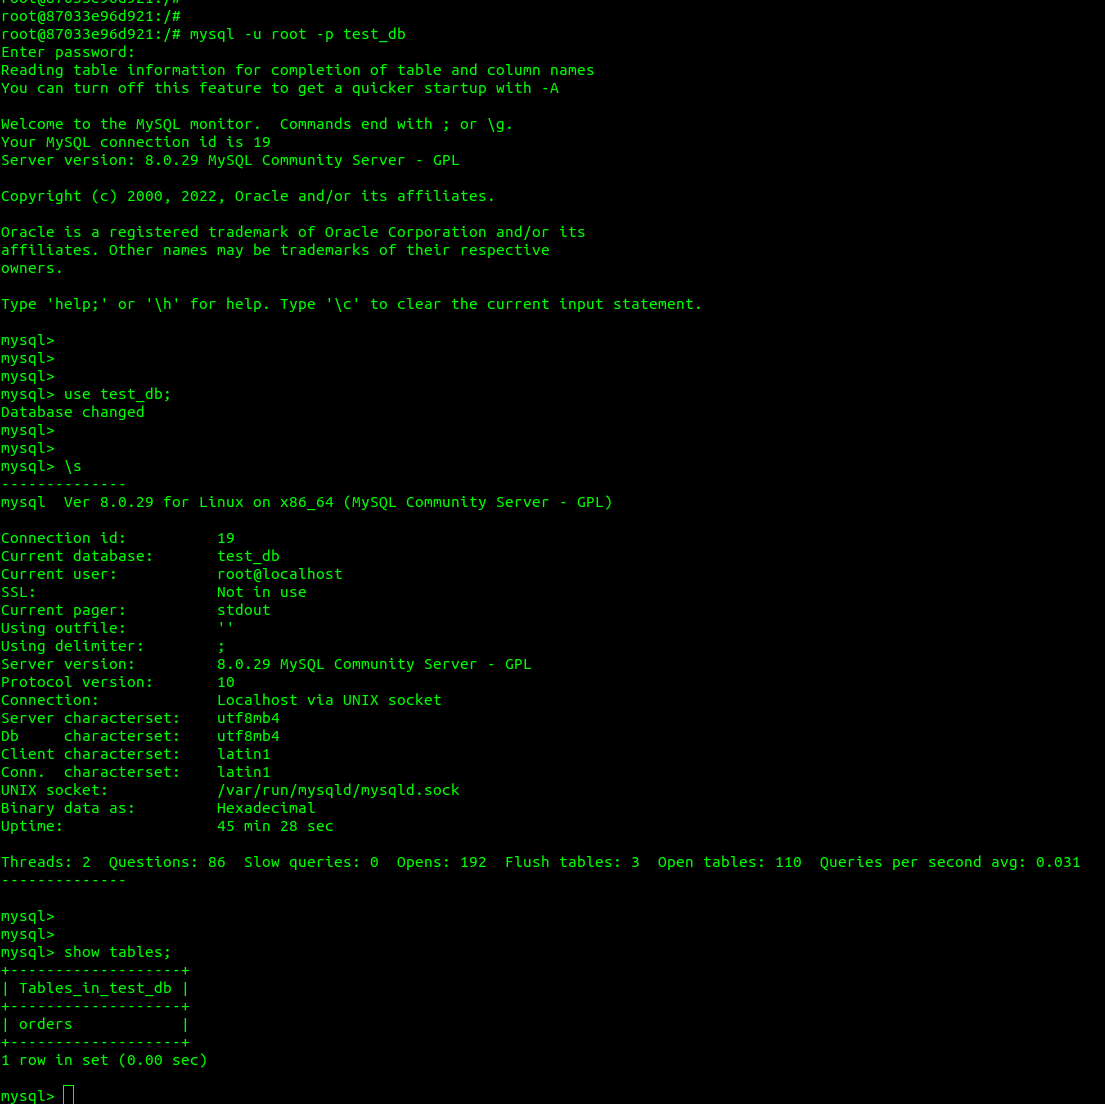 root@87033e96d921:/#
root@87033e96d921:/#
root@87033e96d921:/# mysql -u root -p test_db
Enter password:
Reading table information for completion of table and column names
You can turn off this feature to get a quicker startup with -A

Welcome to the MySQL monitor.  Commands end with ; or \g.
Your MySQL connection id is 19
Server version: 8.0.29 MySQL Community Server - GPL

Copyright (c) 2000, 2022, Oracle and/or its affiliates.

Oracle is a registered trademark of Oracle Corporation and/or its
affiliates. Other names may be trademarks of their respective
owners.

Type 'help;' or '\h' for help. Type '\c' to clear the current input statement.

mysql>
mysql>
mysql>
mysql> use test_db;
Database changed
mysql>
mysql>
mysql> \s
--------------
mysql  Ver 8.0.29 for Linux on x86_64 (MySQL Community Server - GPL)

Connection id:          19
Current database:       test_db
Current user:           root@localhost
SSL:                    Not in use
Current pager:          stdout
Using outfile:          ''
Using delimiter:        ;
Server version:         8.0.29 MySQL Community Server - GPL
Protocol version:       10
Connection:             Localhost via UNIX socket
Server characterset:    utf8mb4
Db     characterset:    utf8mb4
Client characterset:    latin1
Conn.  characterset:    latin1
UNIX socket:            /var/run/mysqld/mysqld.sock
Binary data as:         Hexadecimal
Uptime:                 45 min 28 sec

Threads: 2  Questions: 86  Slow queries: 0  Opens: 192  Flush tables: 3  Open tables: 110  Queries per second avg: 0.031
--------------

mysql>
mysql>
mysql> show tables;
+-------------------+
| Tables_in_test_db |
+-------------------+
| orders            |
+-------------------+
1 row in set (0.00 sec)

mysql>